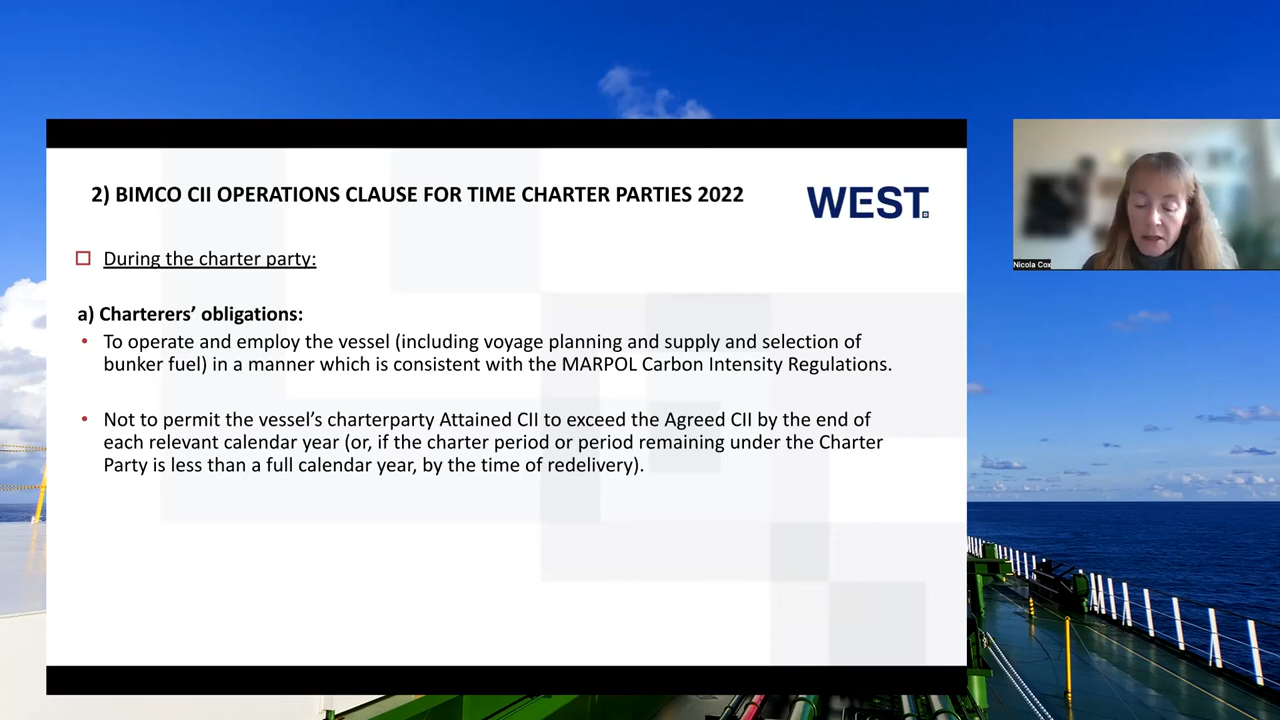 2) BIMCO CII OPERATIONS CLAUSE FOR TIME CHARTER PARTIES 2022
WEST.
During the charter party:
a) Charterers' obligations:
• To operate and employ the vessel (including voyage planning and supply and selection of
bunker fuel) in a manner which is consistent with the MARPOL Carbon Intensity Regulations.
• Not to permit the vessel's charterparty Attained CII to exceed the Agreed CII by the end of
each relevant calendar year (or, if the charter period or period remaining under the Charter
Party is less than a full calendar year, by the time of redelivery).
Nicola Cox